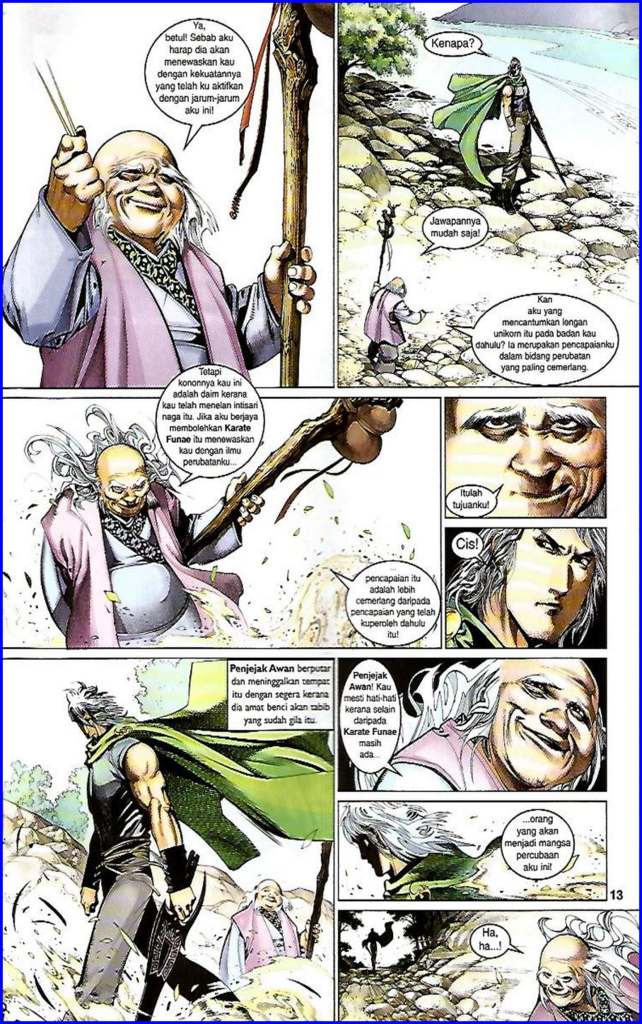 Ya,
betul! Sebab aku
harap dia akan
menewaskan kau
dengan kekuatannya
yang telah ku aktifkan
dengan jarum-jarum
aku ini!
Kenapa?
Jawapannya
mudah saja!
Kan
aku yang
mencantumkan lengan
unikorn itu pada badan kau
dahulu? Ia merupakan pencapaianku
dalam bidang perubatan
yang paling cemerlang.
Tetapi
kononnya kau ini
adalah daim kerana
kau telah menelan intisari
naga itu. Jika aku berjaya
membolehkan Karate
Funae itu menewaskan
kau dengan ilmu
perubatanku...
pencapaian itu
adalah lebih
cemerlang daripada
pencapaian yang telah
kuperoleh dahulu
itu!
Itulah
tujuanku!
Cis!
Penjejak Awan berputar
dan meninggalkan tempat
itu dengan segera kerana
dia amat benci akan tabib
yang sudah gila itu.
Penjejak
Awan! Kau
mesti hati-hati
kerana selain
daripada
Karate Funae
masih
ada...
...orang
yang akan
menjadi mangsa
percubaan
aku ini!
13
Ha,
ha...!